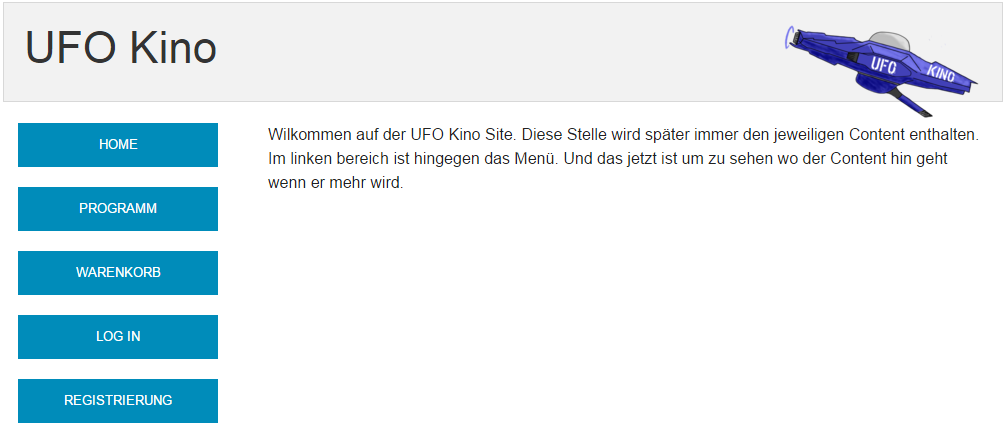 UFO Kino
UFO KINO
HOME
PROGRAMM
WARENKORB
LOG IN
REGISTRIERUNG
Wilkommen auf der UFO Kino Site. Diese Stelle wird später immer den jeweiligen Content enthalten.
Im linken bereich ist hingegen das Menü. Und das jetzt ist um zu sehen wo der Content hin geht
wenn er mehr wird.